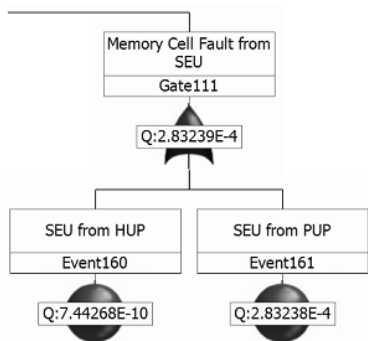 Memory Cell Fault from
SEU
Gate111
Q:2.83239E-4
SEU from HUP
SEU from PUP
Event160
Event161
Q:7.44268E-10
Q:2.83238E-4